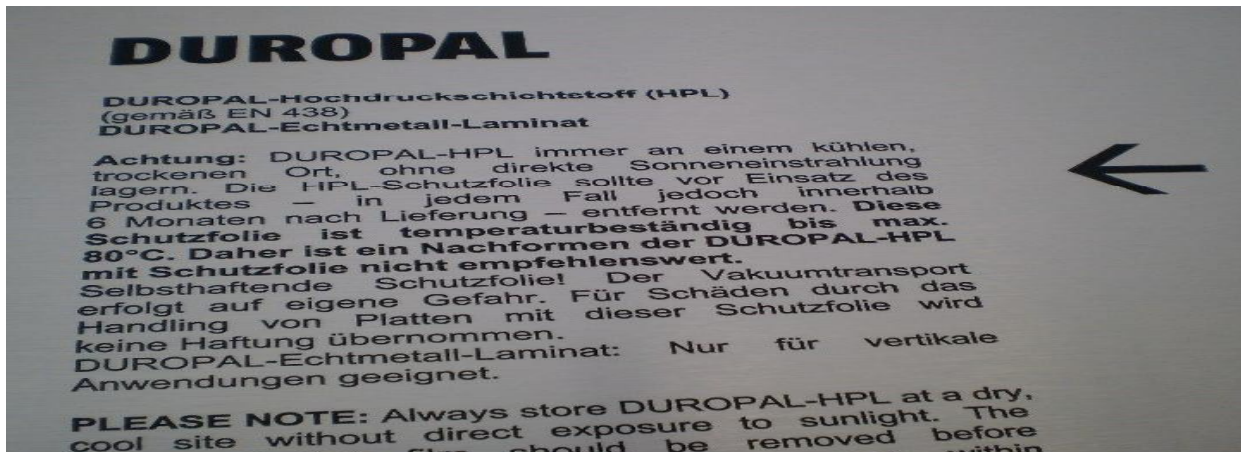 DUROPAL
DUROPAL-Hochdruckschichtstoff (HPL)
(gemäß EN 438)
DUROPAL-Echtmetall-Laminat
Achtung: DUROPAL-HPL immer an einem kühlen,
trockenen Ort, ohne direkte Sonneneinstrahlung
lagern. Die HPL-Schutzfolie sollte vor Einsatz des
Produktes – in jedem Fall jedoch innerhalb
6 Monaten nach Lieferung – entfernt werden. Diese
Schutzfolie ist temperaturbeständig bis max.
80°C. Daher ist ein Nachformen der DUROPAL-HPL
mit Schutzfolie nicht empfehlenswert.
Selbsthaftende Schutzfolie! Der Vakuumtransport
erfolgt auf eigene Gefahr. Für Schäden durch das
Handling von Platten mit dieser Schutzfolie wird
keine Haftung übernommen.
DUROPAL-Echtmetall-Laminat: Nur für vertikale
Anwendungen geeignet.
PLEASE NOTE: Always store DUROPAL-HPL at a dry,
cool site without direct exposure to sunlight. The
film should be removed before
within